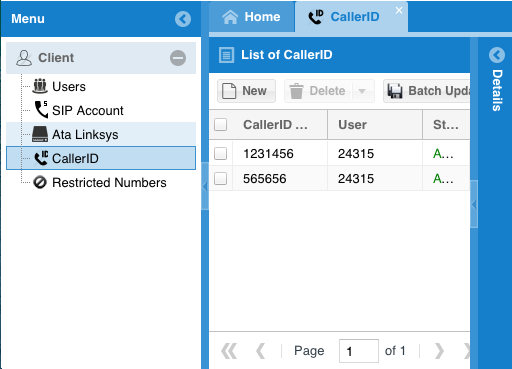 Menu
Client
Users
SIP Account
Ata Linksys
CallerID
Restricted Numbers
Home
CallerID
List of CallerID
New
Delete
Batch Upda
CallerID ... User St...
1231456 24315 A...
565656 24315 A...
Page 1 of 1
Details